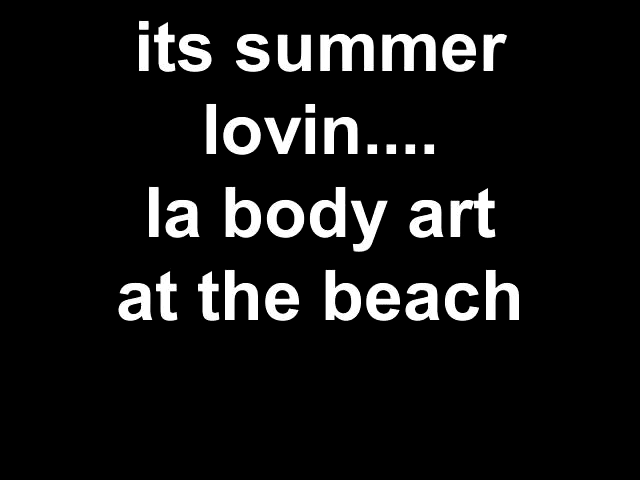 its summer
lovin....
la body art
at the beach